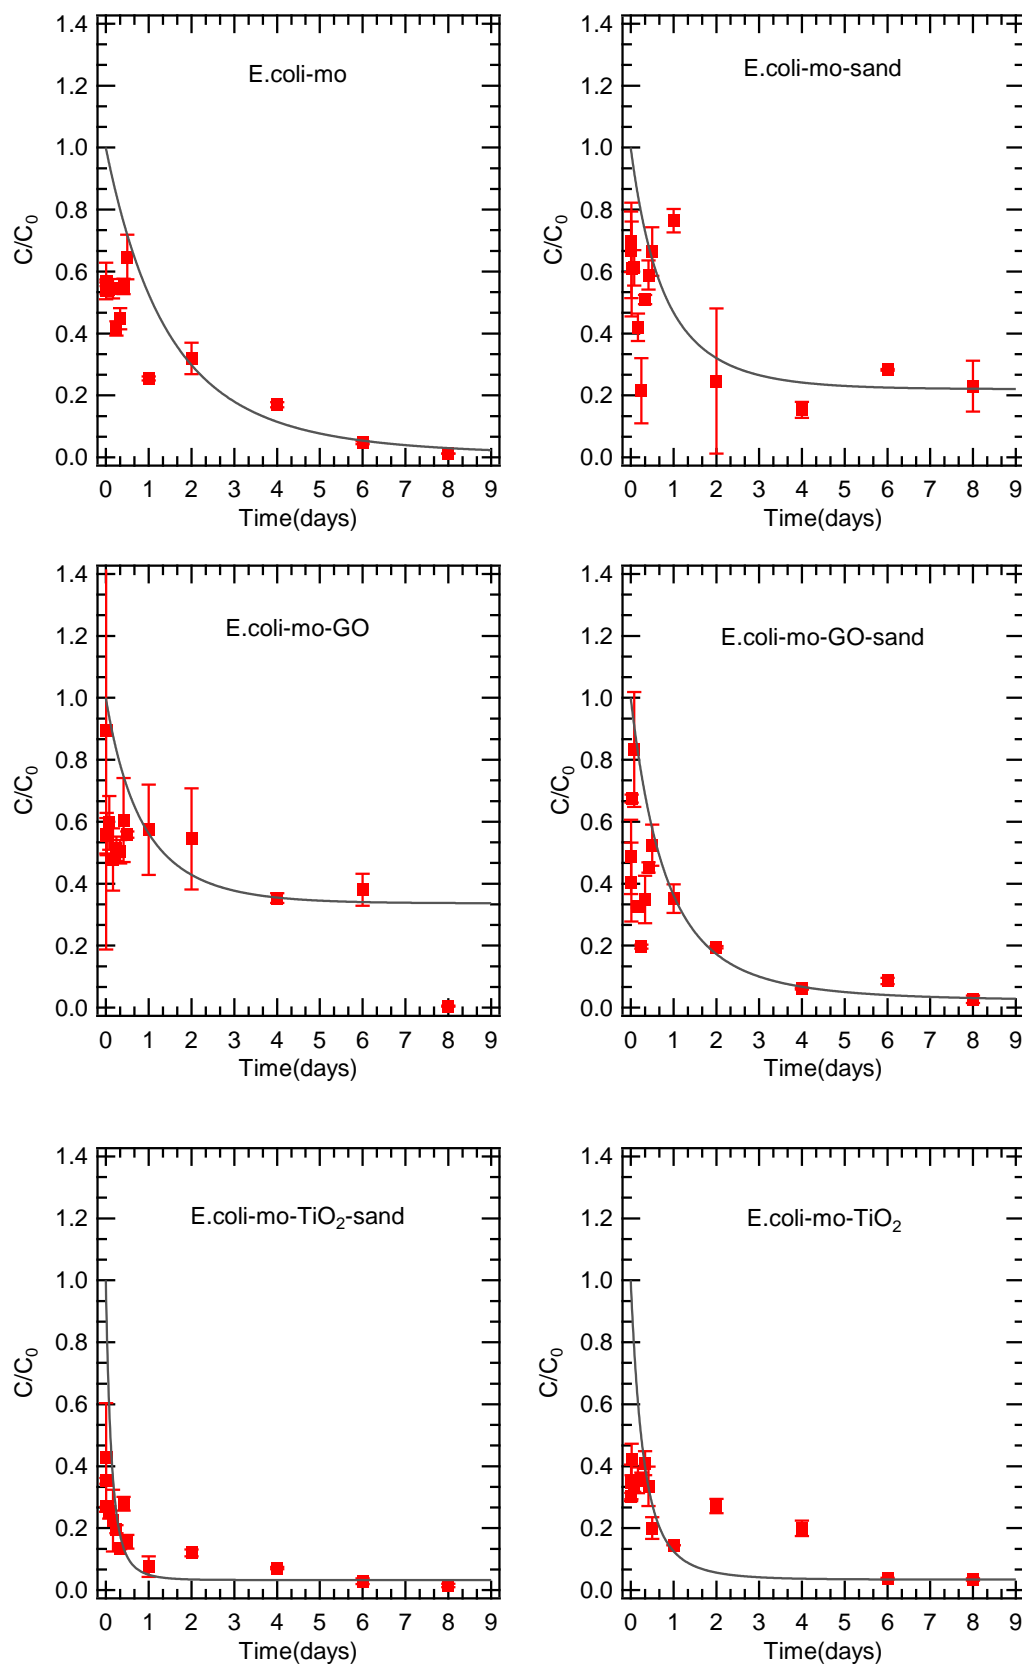 1.4
1.2
1.0
0.8
0.6
0.4
0.2
0.0
C/C0
E.coli-mo
0 1 2 3 4 5 6 7 8 9
Time(days)
1.4
1.2
1.0
0.8
0.6
0.4
0.2
0.0
C/C0
E.coli-mo-sand
0 1 2 3 4 5 6 7 8 9
Time(days)
1.4
1.2
1.0
0.8
0.6
0.4
0.2
0.0
C/C0
E.coli-mo-GO
0 1 2 3 4 5 6 7 8 9
Time(days)
1.4
1.2
1.0
0.8
0.6
0.4
0.2
0.0
C/C0
E.coli-mo-GO-sand
0 1 2 3 4 5 6 7 8 9
Time(days)
1.4
1.2
1.0
0.8
0.6
0.4
0.2
0.0
C/C0
E.coli-mo-TiO2-sand
0 1 2 3 4 5 6 7 8 9
Time(days)
1.4
1.2
1.0
0.8
0.6
0.4
0.2
0.0
C/C0
E.coli-mo-TiO2
0 1 2 3 4 5 6 7 8 9
Time(days)